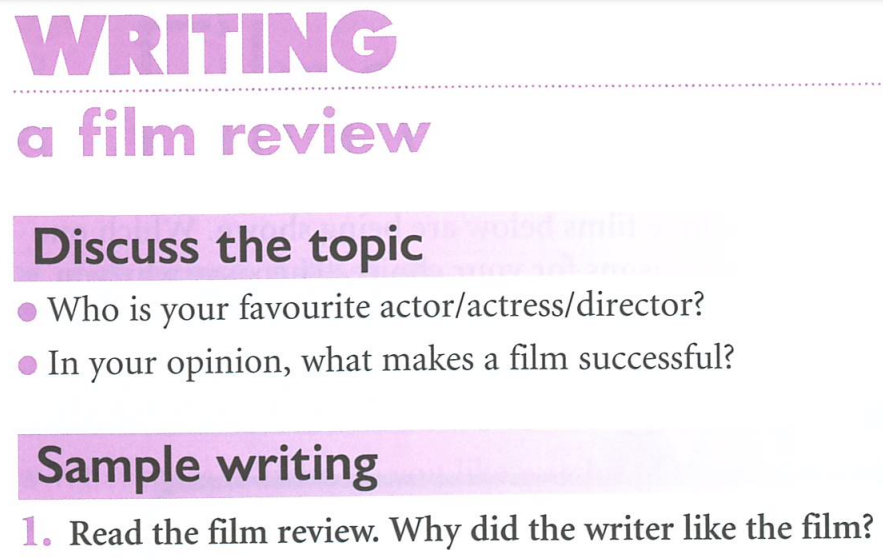 WRITING
a film review
Discuss the topic
● Who is your favourite actor/actress/director?
● In your opinion, what makes a film successful?
Sample writing
1. Read the film review. Why did the writer like the film?